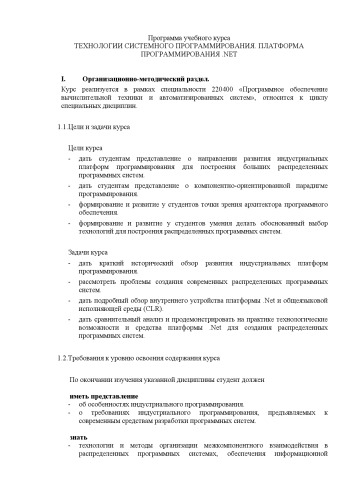 Программа учебного курса
ТЕХНОЛОГИИ СИСТЕМНОГО ПРОГРАММИРОВАНИЯ. ПЛАТФОРМА
ПРОГРАММИРОВАНИЯ .NET
I. Организационно-методический раздел.
Курс реализуется в рамках специальности 220400 «Программное обеспечение
вычислительной техники и автоматизированных систем», относится к циклу
специальных дисциплин.
1.1.Цели и задачи курса
Цели курса
- дать студентам представление о направлении развития индустриальных
платформ программирования для построения больших распределенных
программных систем.
- дать студентам представление о компонентно-ориентированной парадигме
программирования.
- формирование и развитие у студентов точки зрения архитектора программного
обеспечения.
- формирование и развитие у студентов умения делать обоснованный выбор
технологий для построения распределенных программных систем.
Задачи курса
- дать краткий исторический обзор развития индустриальных платформ
программирования.
- рассмотреть проблемы создания современных распределенных программных
систем.
- дать подробный обзор внутреннего устройства платформы .Net и общеязыковой
исполняющей среды (CLR).
- дать сравнительный анализ и продемонстрировать на практике технологические
возможности и средства платформы .Net для создания распределенных
программных систем.
1.2.Требования к уровню освоения содержания курса
По окончании изучения указанной дисциплины студент должен
иметь представление
- об особенностях индустриального программирования.
- о требованиях индустриального программирования, предъявляемых к
современным средствам разработки программных систем.
знать
- технологии и методы организации межкомпонентного взаимодействия в
распределенных программных системах, обеспечения информационной